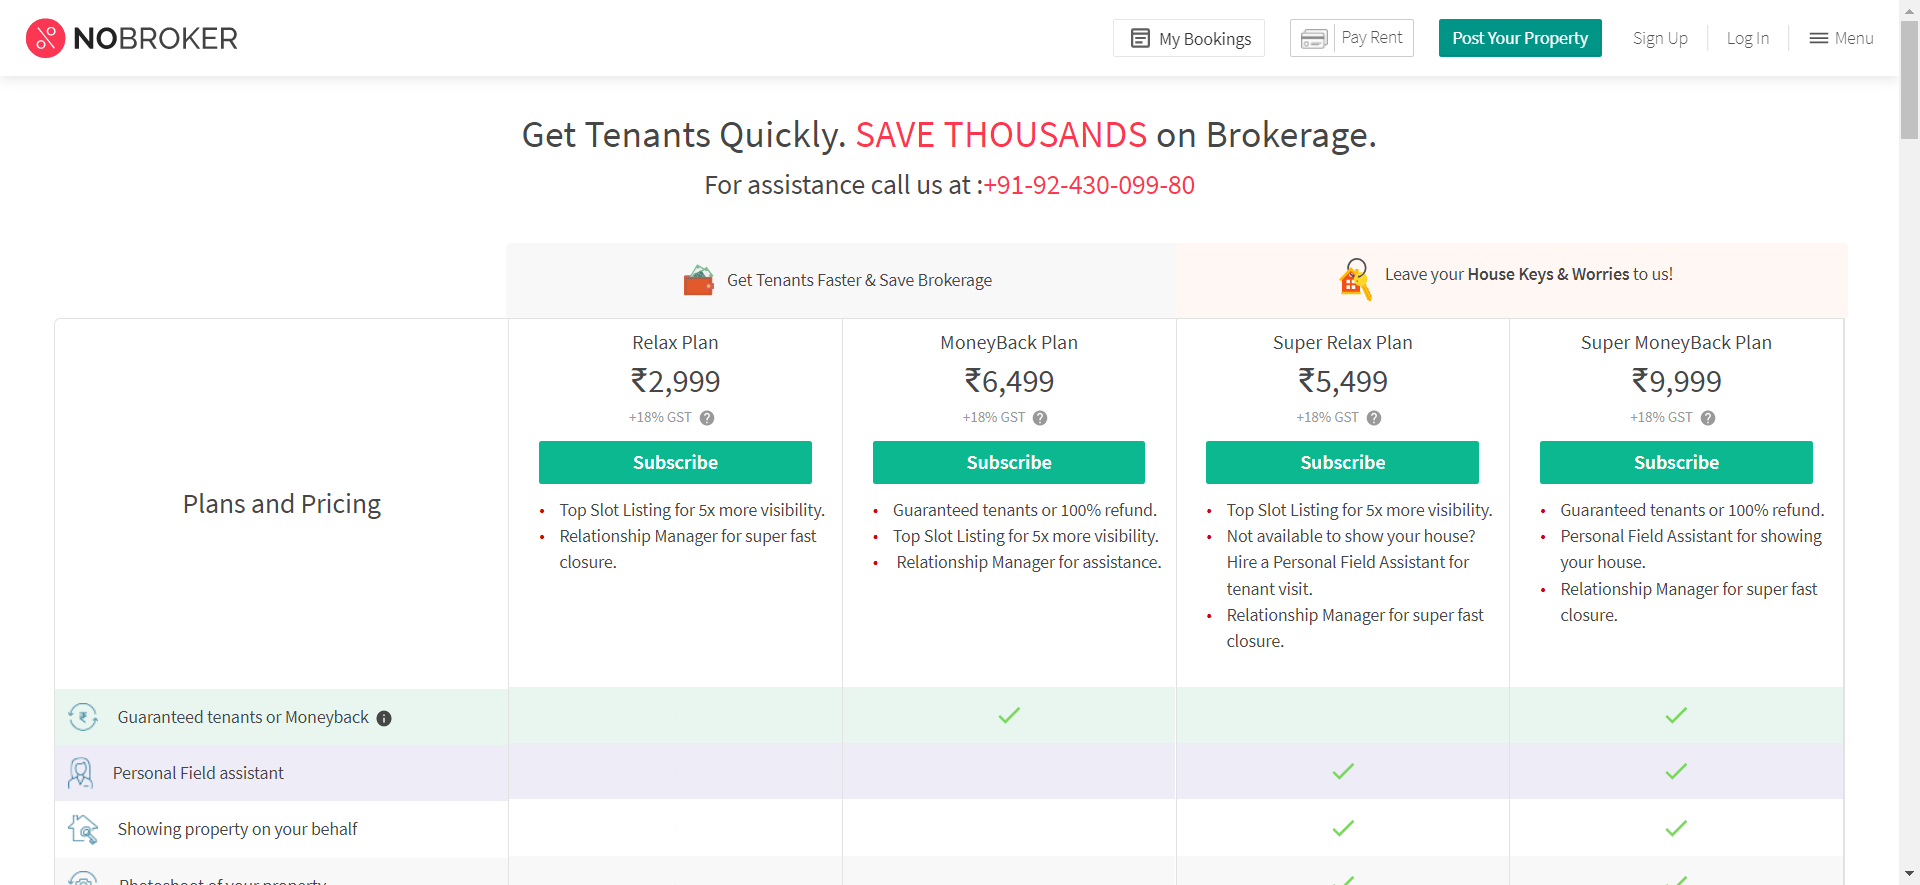 NOBROKER
My Bookings
Pay Rent
Post Your Property
Sign Up
Log In
Menu
Get Tenants Quickly. SAVE THOUSANDS on Brokerage.
For assistance call us at :+91-92-430-099-80
Get Tenants Faster & Save Brokerage
Leave your House Keys & Worries to us!
Plans and Pricing
Relax Plan
₹2,999
+18% GST
Subscribe
• Top Slot Listing for 5x more visibility.
• Relationship Manager for super fast
closure.
MoneyBack Plan
₹6,499
+18% GST
Subscribe
• Guaranteed tenants or 100% refund.
• Top Slot Listing for 5x more visibility.
• Relationship Manager for assistance.
Super Relax Plan
₹5,499
+18% GST
Subscribe
• Top Slot Listing for 5x more visibility.
• Not available to show your house?
Hire a Personal Field Assistant for
tenant visit.
• Relationship Manager for super fast
closure.
Super MoneyBack Plan
₹9,999
+18% GST
Subscribe
• Guaranteed tenants or 100% refund.
• Personal Field Assistant for showing
your house.
• Relationship Manager for super fast
closure.
Guaranteed tenants or Moneyback
Personal Field assistant
Showing property on your behalf
Photoshoot of your property